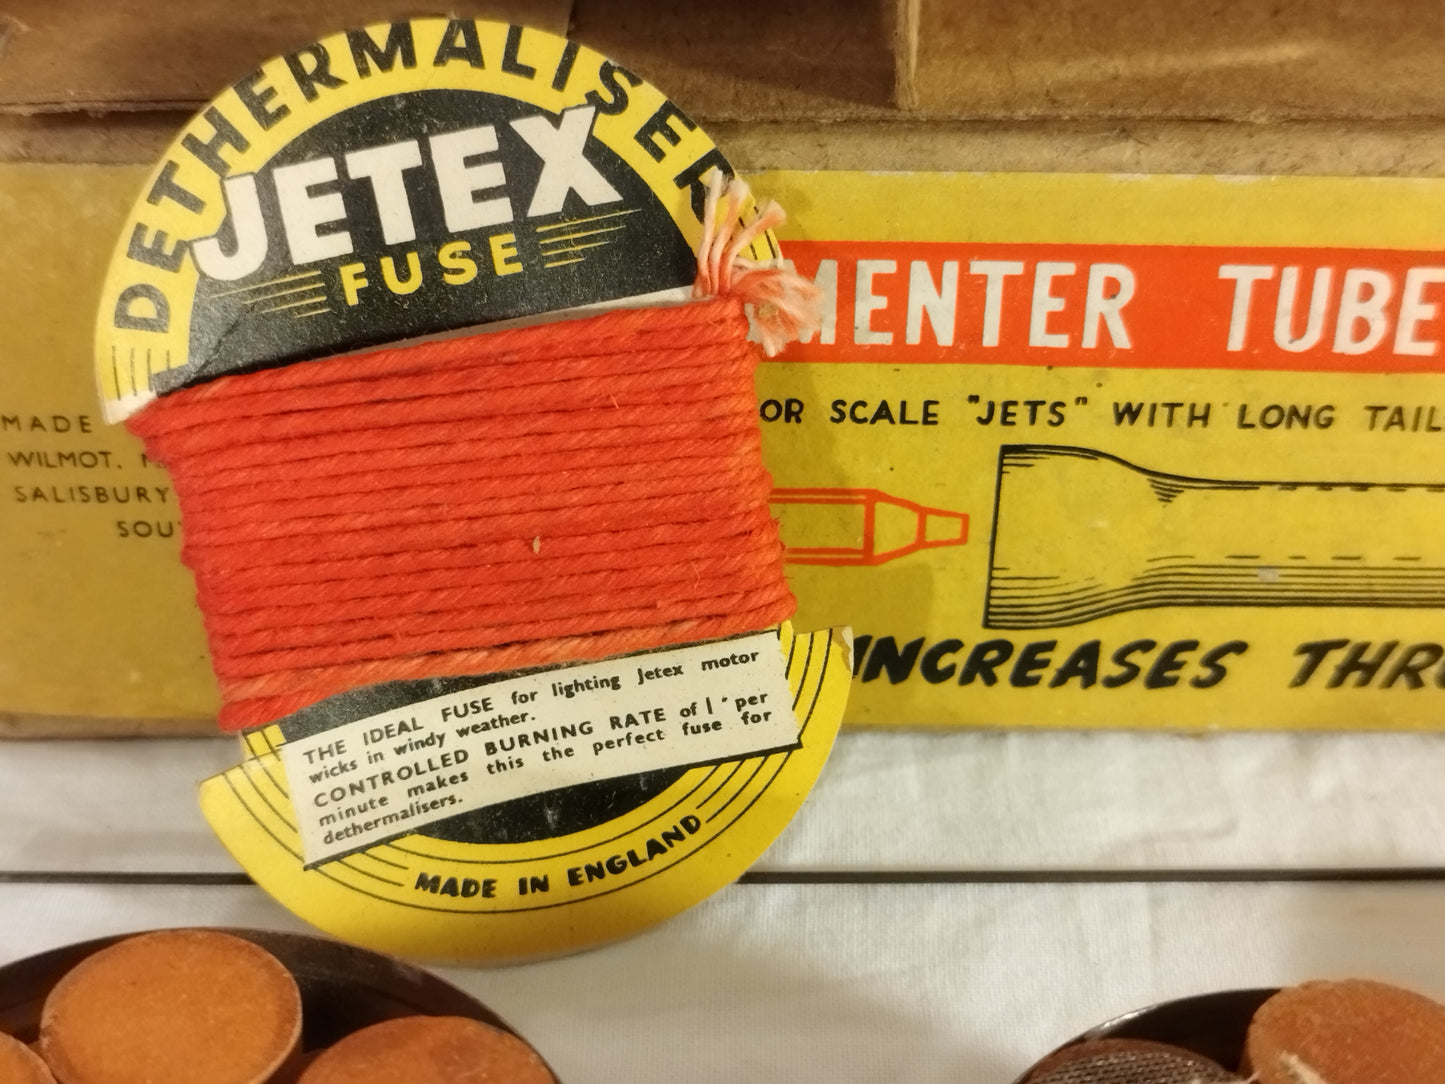 DETHERMALISER
JETEX
FUSE
THE IDEAL FUSE for lighting Jetex motor
wicks in windy weather.
CONTROLLED BURNING RATE of 1" per
minute makes this the perfect fuse for
dethermalisers.
MADE IN ENGLAND
MADE
WILMOT.
SALISBURY
MENTER TUBE
OR SCALE "JETS" WITH LONG TAIL
INCREASES THR